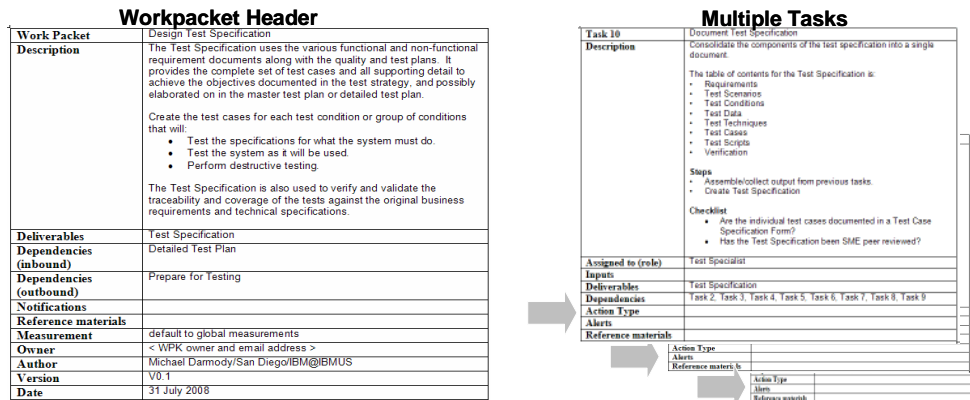 Workpacket Header
Work Packet Design Test Specification
Description The Test Specification uses the various functional and non-functional
requirement documents along with the quality and test plans. It
provides the complete set of test cases and all supporting detail to
achieve the objectives documented in the test strategy, and possibly
elaborated on in the master test plan or detailed test plan.
Create the test cases for each test condition or group of conditions
that will:
• Test the specifications for what the system must do.
• Test the system as it will be used.
• Perform destructive testing.
The Test Specification is also used to verify and validate the
traceability and coverage of the tests against the original business
requirements and technical specifications.
Deliverables Test Specification
Dependencies Detailed Test Plan
(inbound)
Dependencies Prepare for Testing
(outbound)
Notifications
Reference materials
Measurement default to global measurements
Owner < WPK owner and email address >
Author Michael Darmody/San Diego/IBM@IBMUS
Version V0.1
Date 31 July 2008
Multiple Tasks
Task 10 Document Test Specification
Description Consolidate the components of the test specification into a single
document.
The table of contents for the Test Specification is:
• Requirements
• Test Scenarios
• Test Conditions
• Test Data
• Test Techniques
• Test Cases
• Test Scripts
• Verification
Steps
• Assemble/collect output from previous tasks.
• Create Test Specification
Checklist
• Are the individual test cases documented in a Test Case
Specification Form?
• Has the Test Specification been SME peer reviewed?
Assigned to (role) Test Specialist
Inputs
Deliverables Test Specification
Dependencies Task 2, Task 3, Task 4, Task 5, Task 6, Task 7, Task 8, Task 9
Action Type
Alerts
Reference materials
Action Type
Alerts
Reference materials
Action Type
Alerts
Reference materials